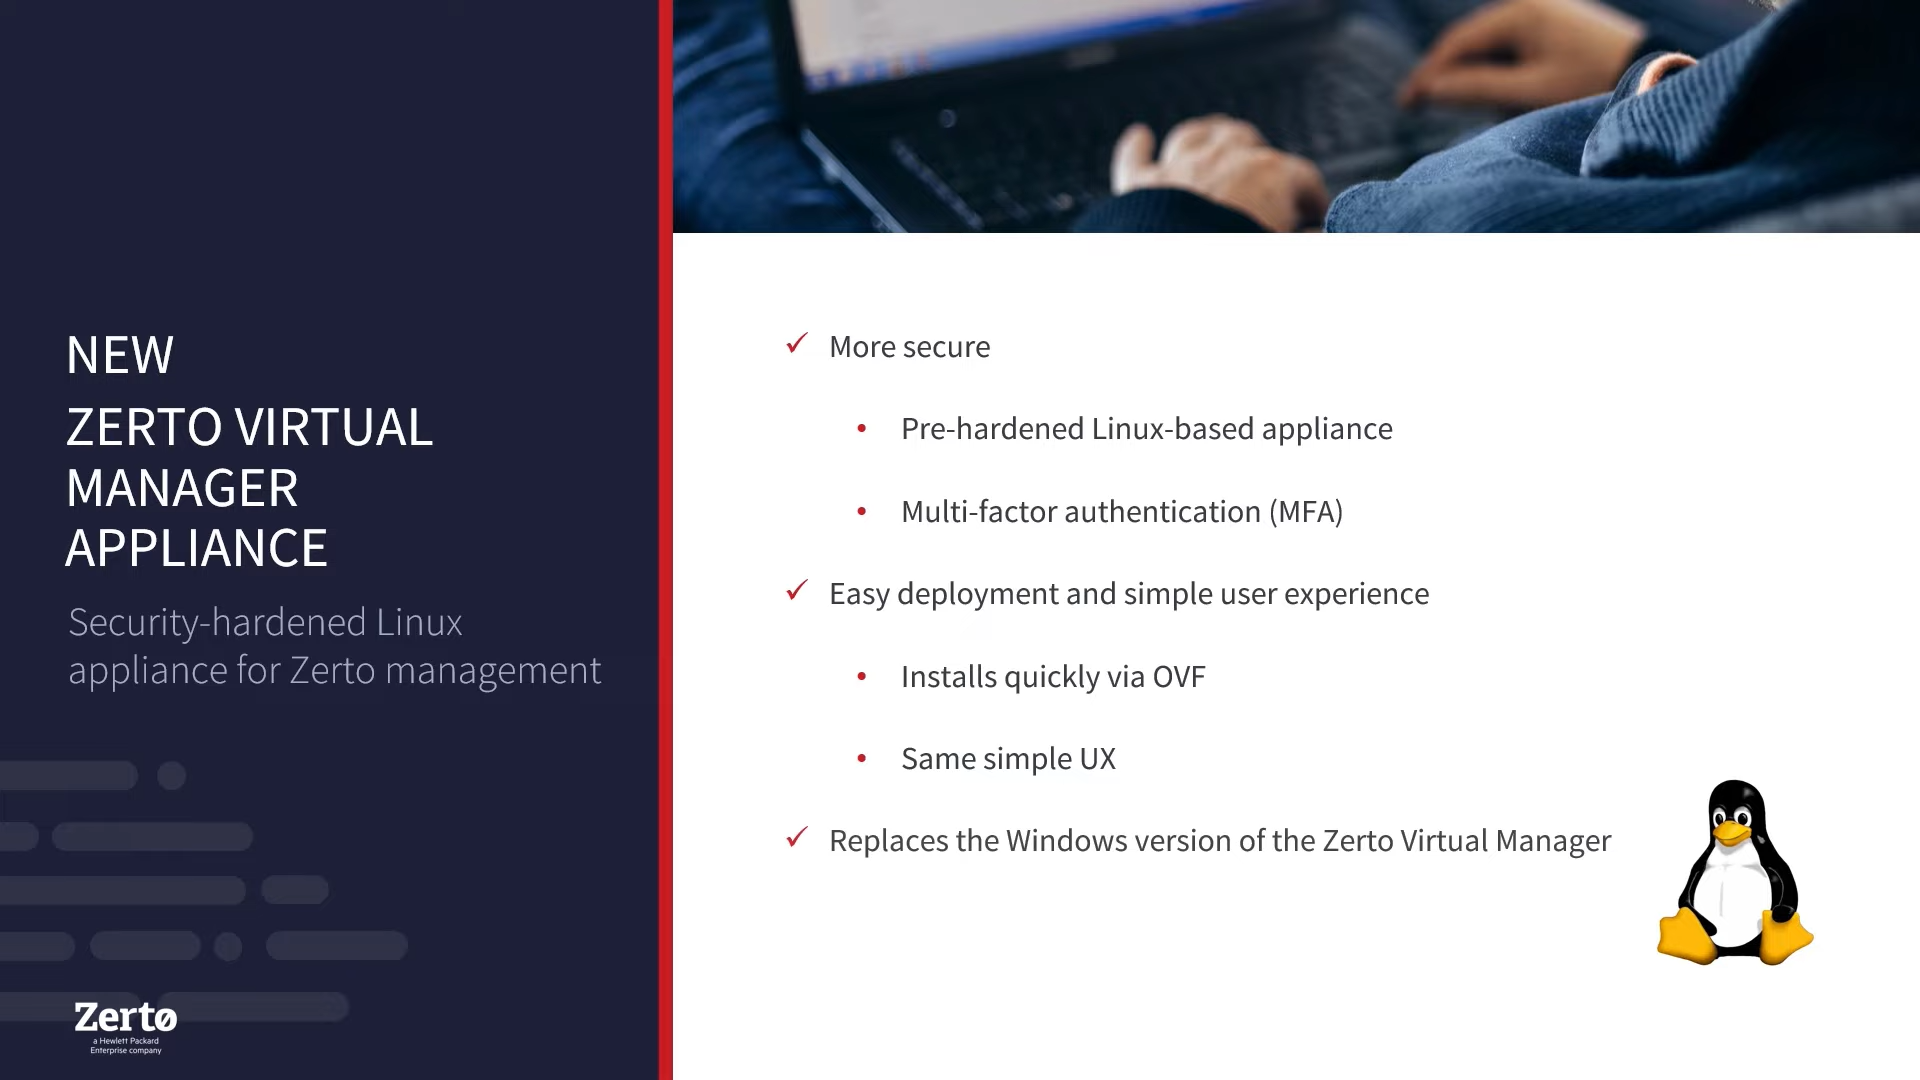 NEW
ZERTO VIRTUAL
MANAGER
APPLIANCE
Security-hardened Linux
appliance for Zerto management
Zerto
a Hewlett Packard
Enterprise company
More secure
Pre-hardened Linux-based appliance
Multi-factor authentication (MFA)
Easy deployment and simple user experience
Installs quickly via OVF
Same simple UX
Replaces the Windows version of the Zerto Virtual Manager